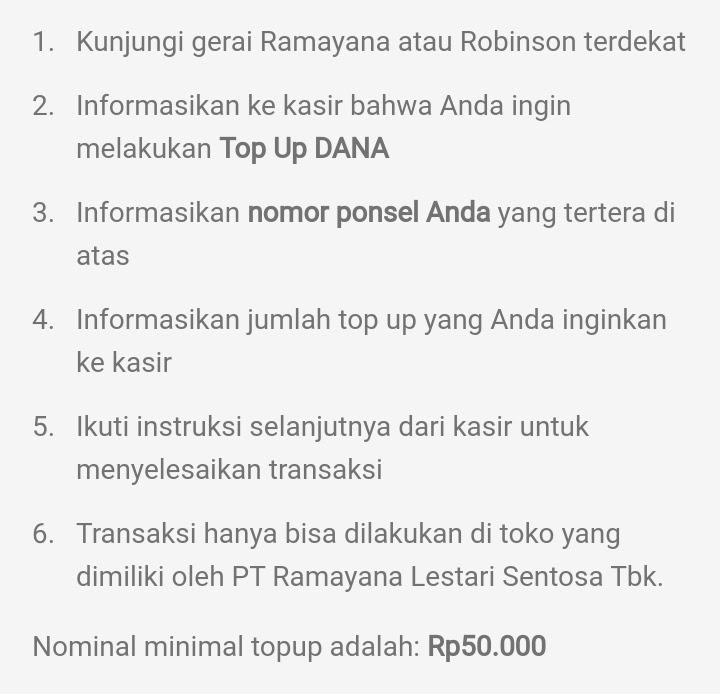 1. Kunjungi gerai Ramayana atau Robinson terdekat
2. Informasikan ke kasir bahwa Anda ingin
melakukan Top Up DANA
3. Informasikan nomor ponsel Anda yang tertera di
atas
4. Informasikan jumlah top up yang Anda inginkan
ke kasir
5. Ikuti instruksi selanjutnya dari kasir untuk
menyelesaikan transaksi
6. Transaksi hanya bisa dilakukan di toko yang
dimiliki oleh PT Ramayana Lestari Sentosa Tbk.
Nominal minimal topup adalah: Rp50.000